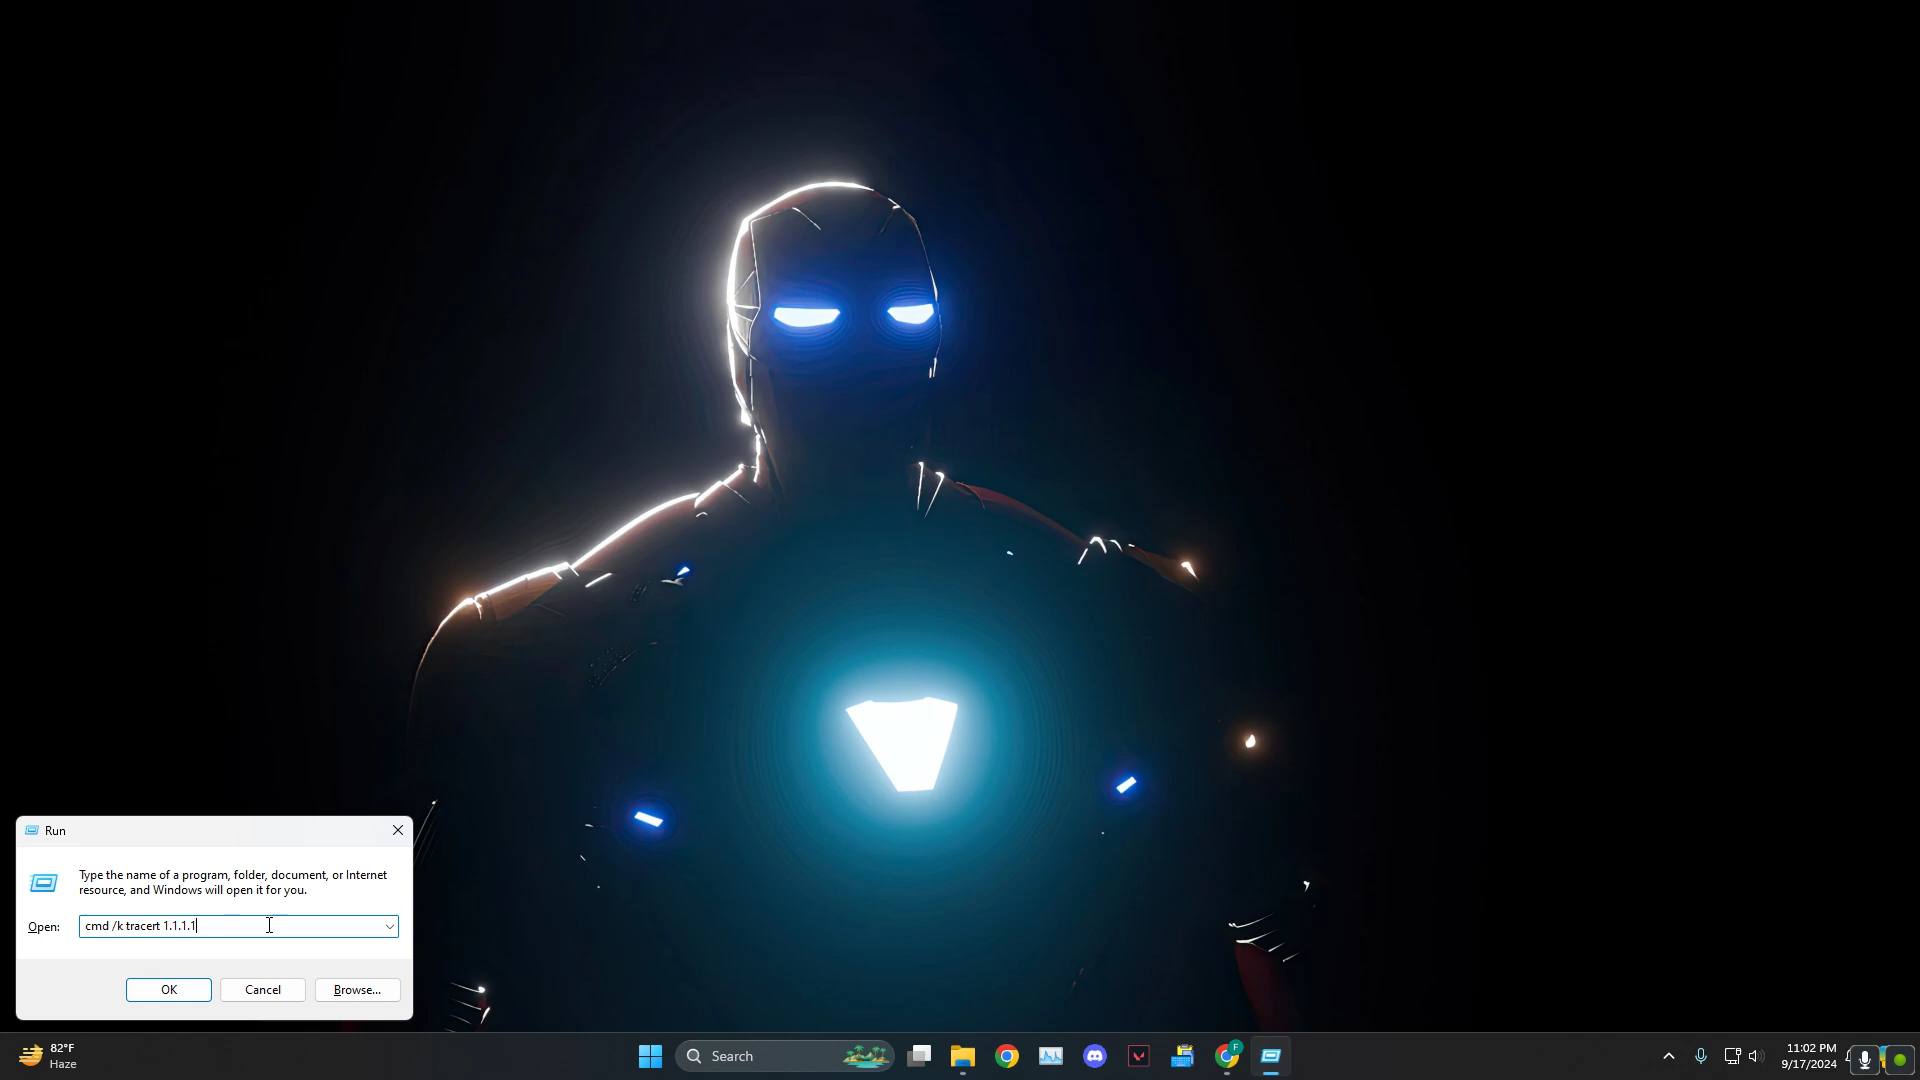 Run
Type the name of a program, folder, document, or Internet
resource, and Windows will open it for you.
Open:
cmd /k tracert 1.1.1.1
OK
Cancel
Browse...
82°F
Haze
Search
F
11:02 PM
9/17/2024